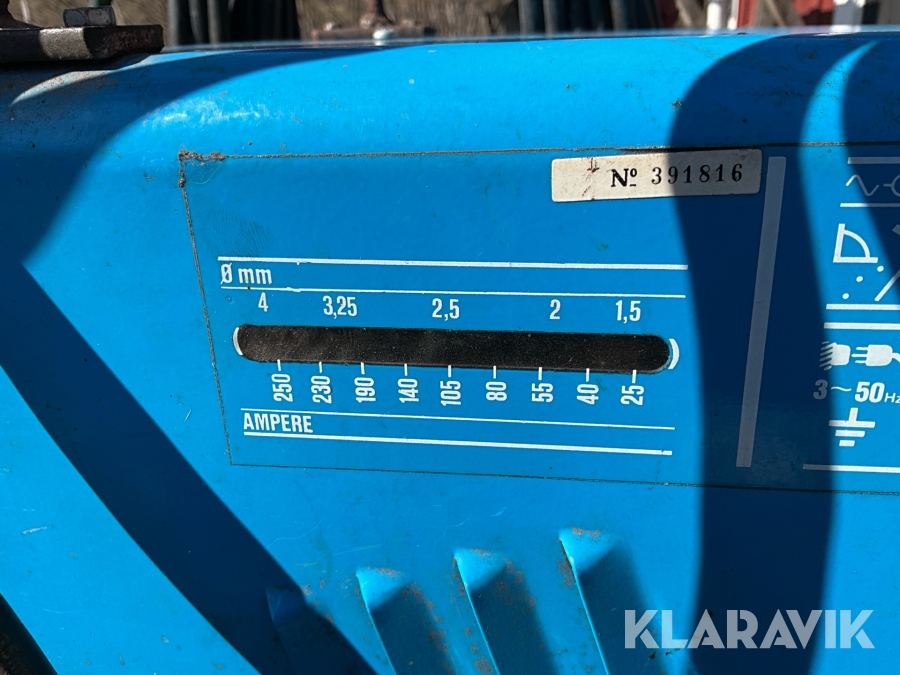 Nº 391816
Ø mm
4 3,25 2,5 2 1,5
250 230 190 140 105 80 55 40 25
AMPERE
3~50Hz
KLARAVIK